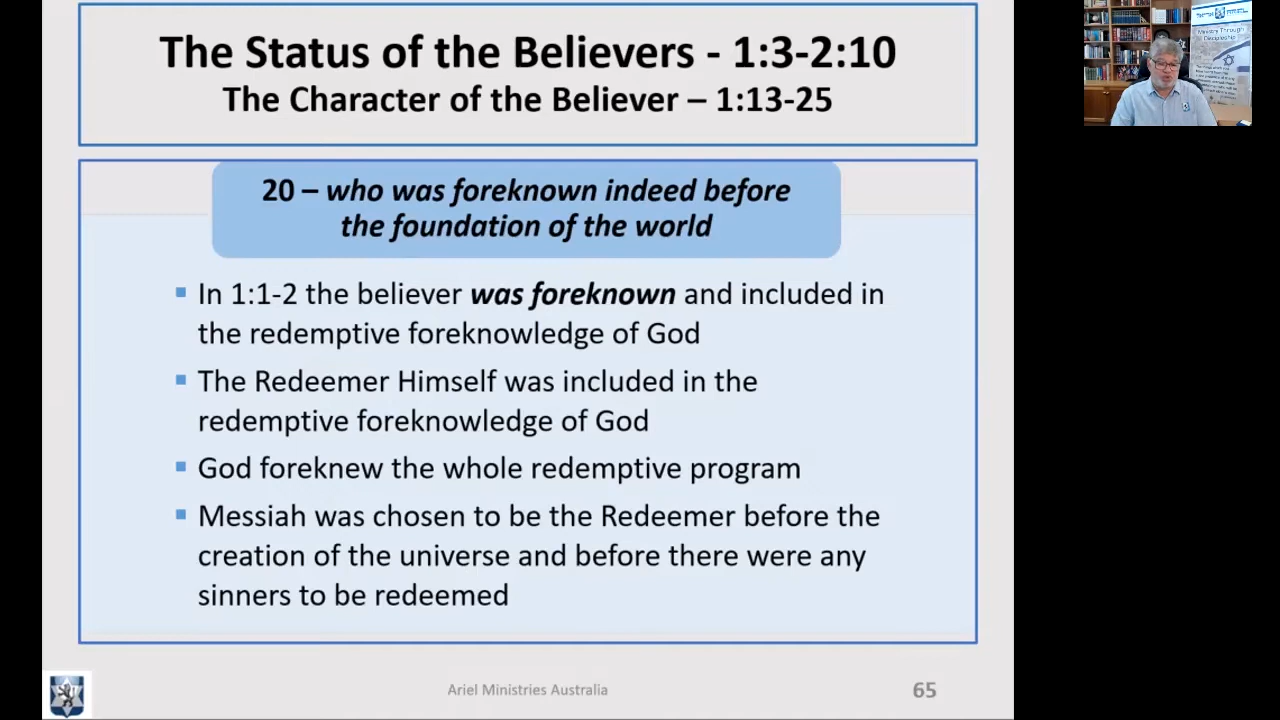 The Status of the Believers - 1:3-2:10
The Character of the Believer – 1:13-25
20 – who was foreknown indeed before
the foundation of the world
▪ In 1:1-2 the believer was foreknown and included in
the redemptive foreknowledge of God
▪ The Redeemer Himself was included in the
redemptive foreknowledge of God
▪ God foreknew the whole redemptive program
▪ Messiah was chosen to be the Redeemer before the
creation of the universe and before there were any
sinners to be redeemed
Ariel Ministries Australia
65
Ministry Through
Discipleship